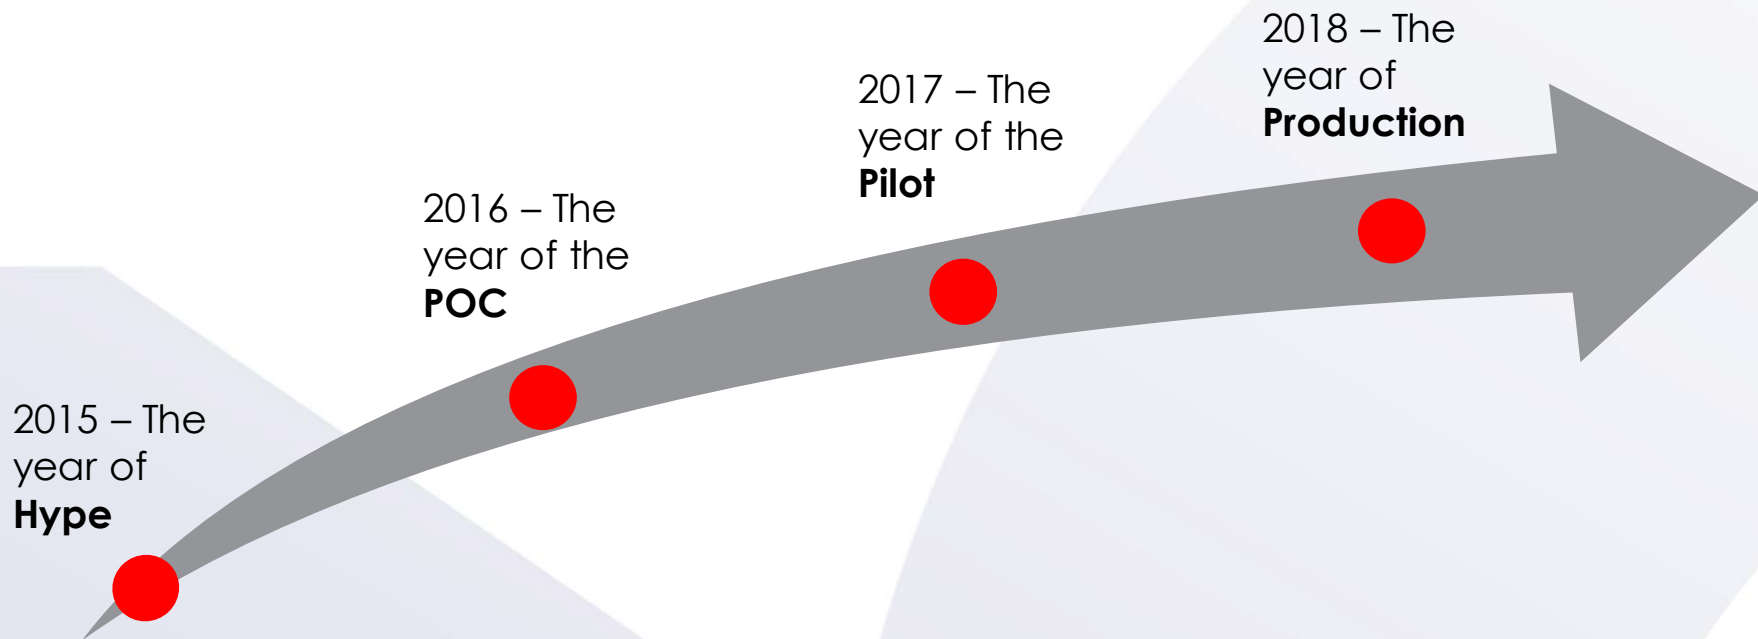 2015 – The
year of
Hype
2016 – The
year of the
POC
2017 – The
year of the
Pilot
2018 – The
year of
Production